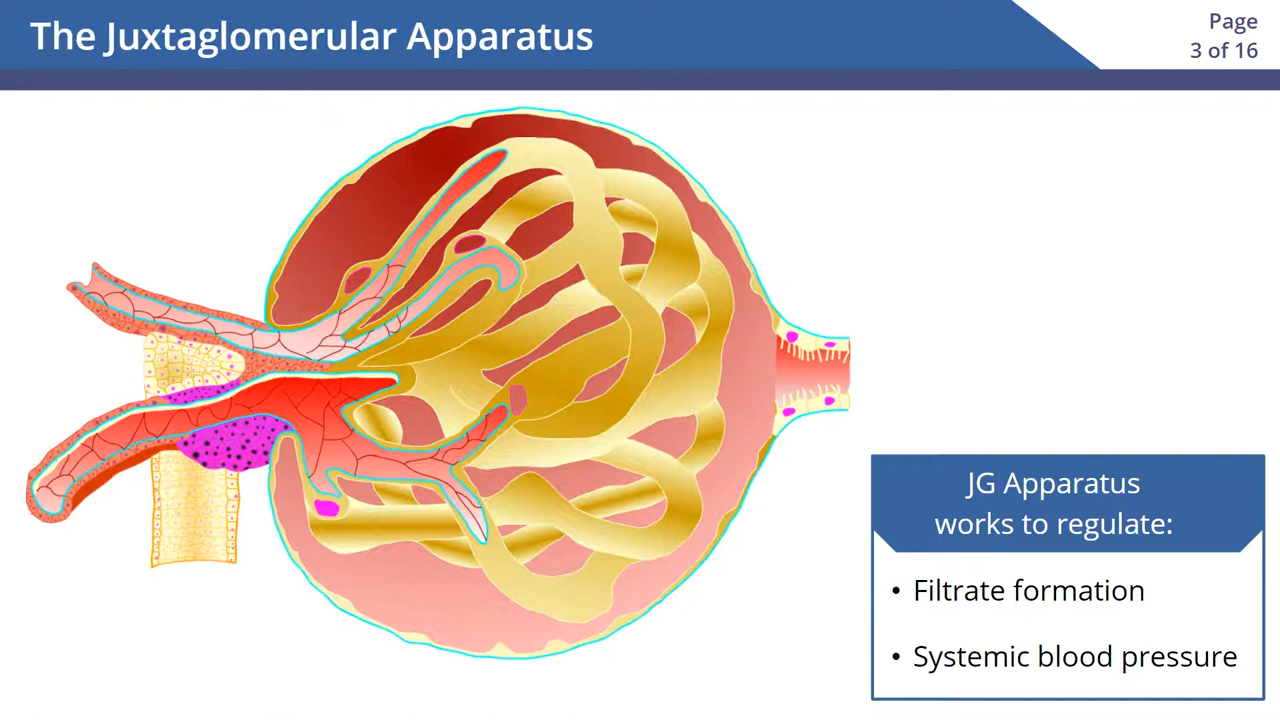 The Juxtaglomerular Apparatus
Page
3 of 16
JG Apparatus
works to regulate:
• Filtrate formation
• Systemic blood pressure